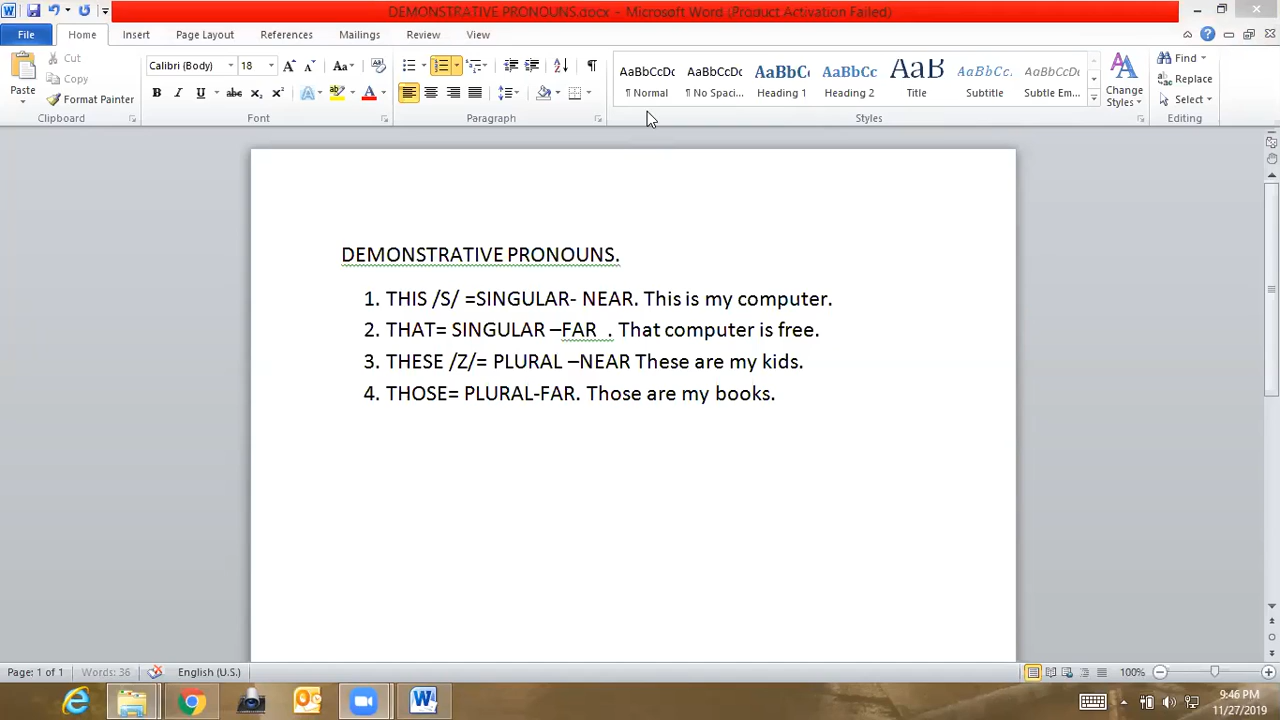 DEMONSTRATIVE PRONOUNS.docx - Microsoft Word (Product Activation Failed)
File Home Insert Page Layout References Mailings Review View
Cut
Copy
Format Painter
Paste
Clipboard
Calibri (Body) 18
Font
Paragraph
AaBbCcDc AaBbCcDc AaBbC AaBbCc AaB AaBbCc. AaBbCcDc
¶ Normal ¶ No Spaci... Heading 1 Heading 2 Title Subtitle Subtle Em...
Change
Styles
Styles
Find
Replace
Select
Editing
DEMONSTRATIVE PRONOUNS.
1. THIS /S/ =SINGULAR- NEAR. This is my computer.
2. THAT= SINGULAR –FAR . That computer is free.
3. THESE /Z/= PLURAL –NEAR These are my kids.
4. THOSE= PLURAL-FAR. Those are my books.
Page: 1 of 1 Words: 36 English (U.S.) 100%
9:46 PM
11/27/2019